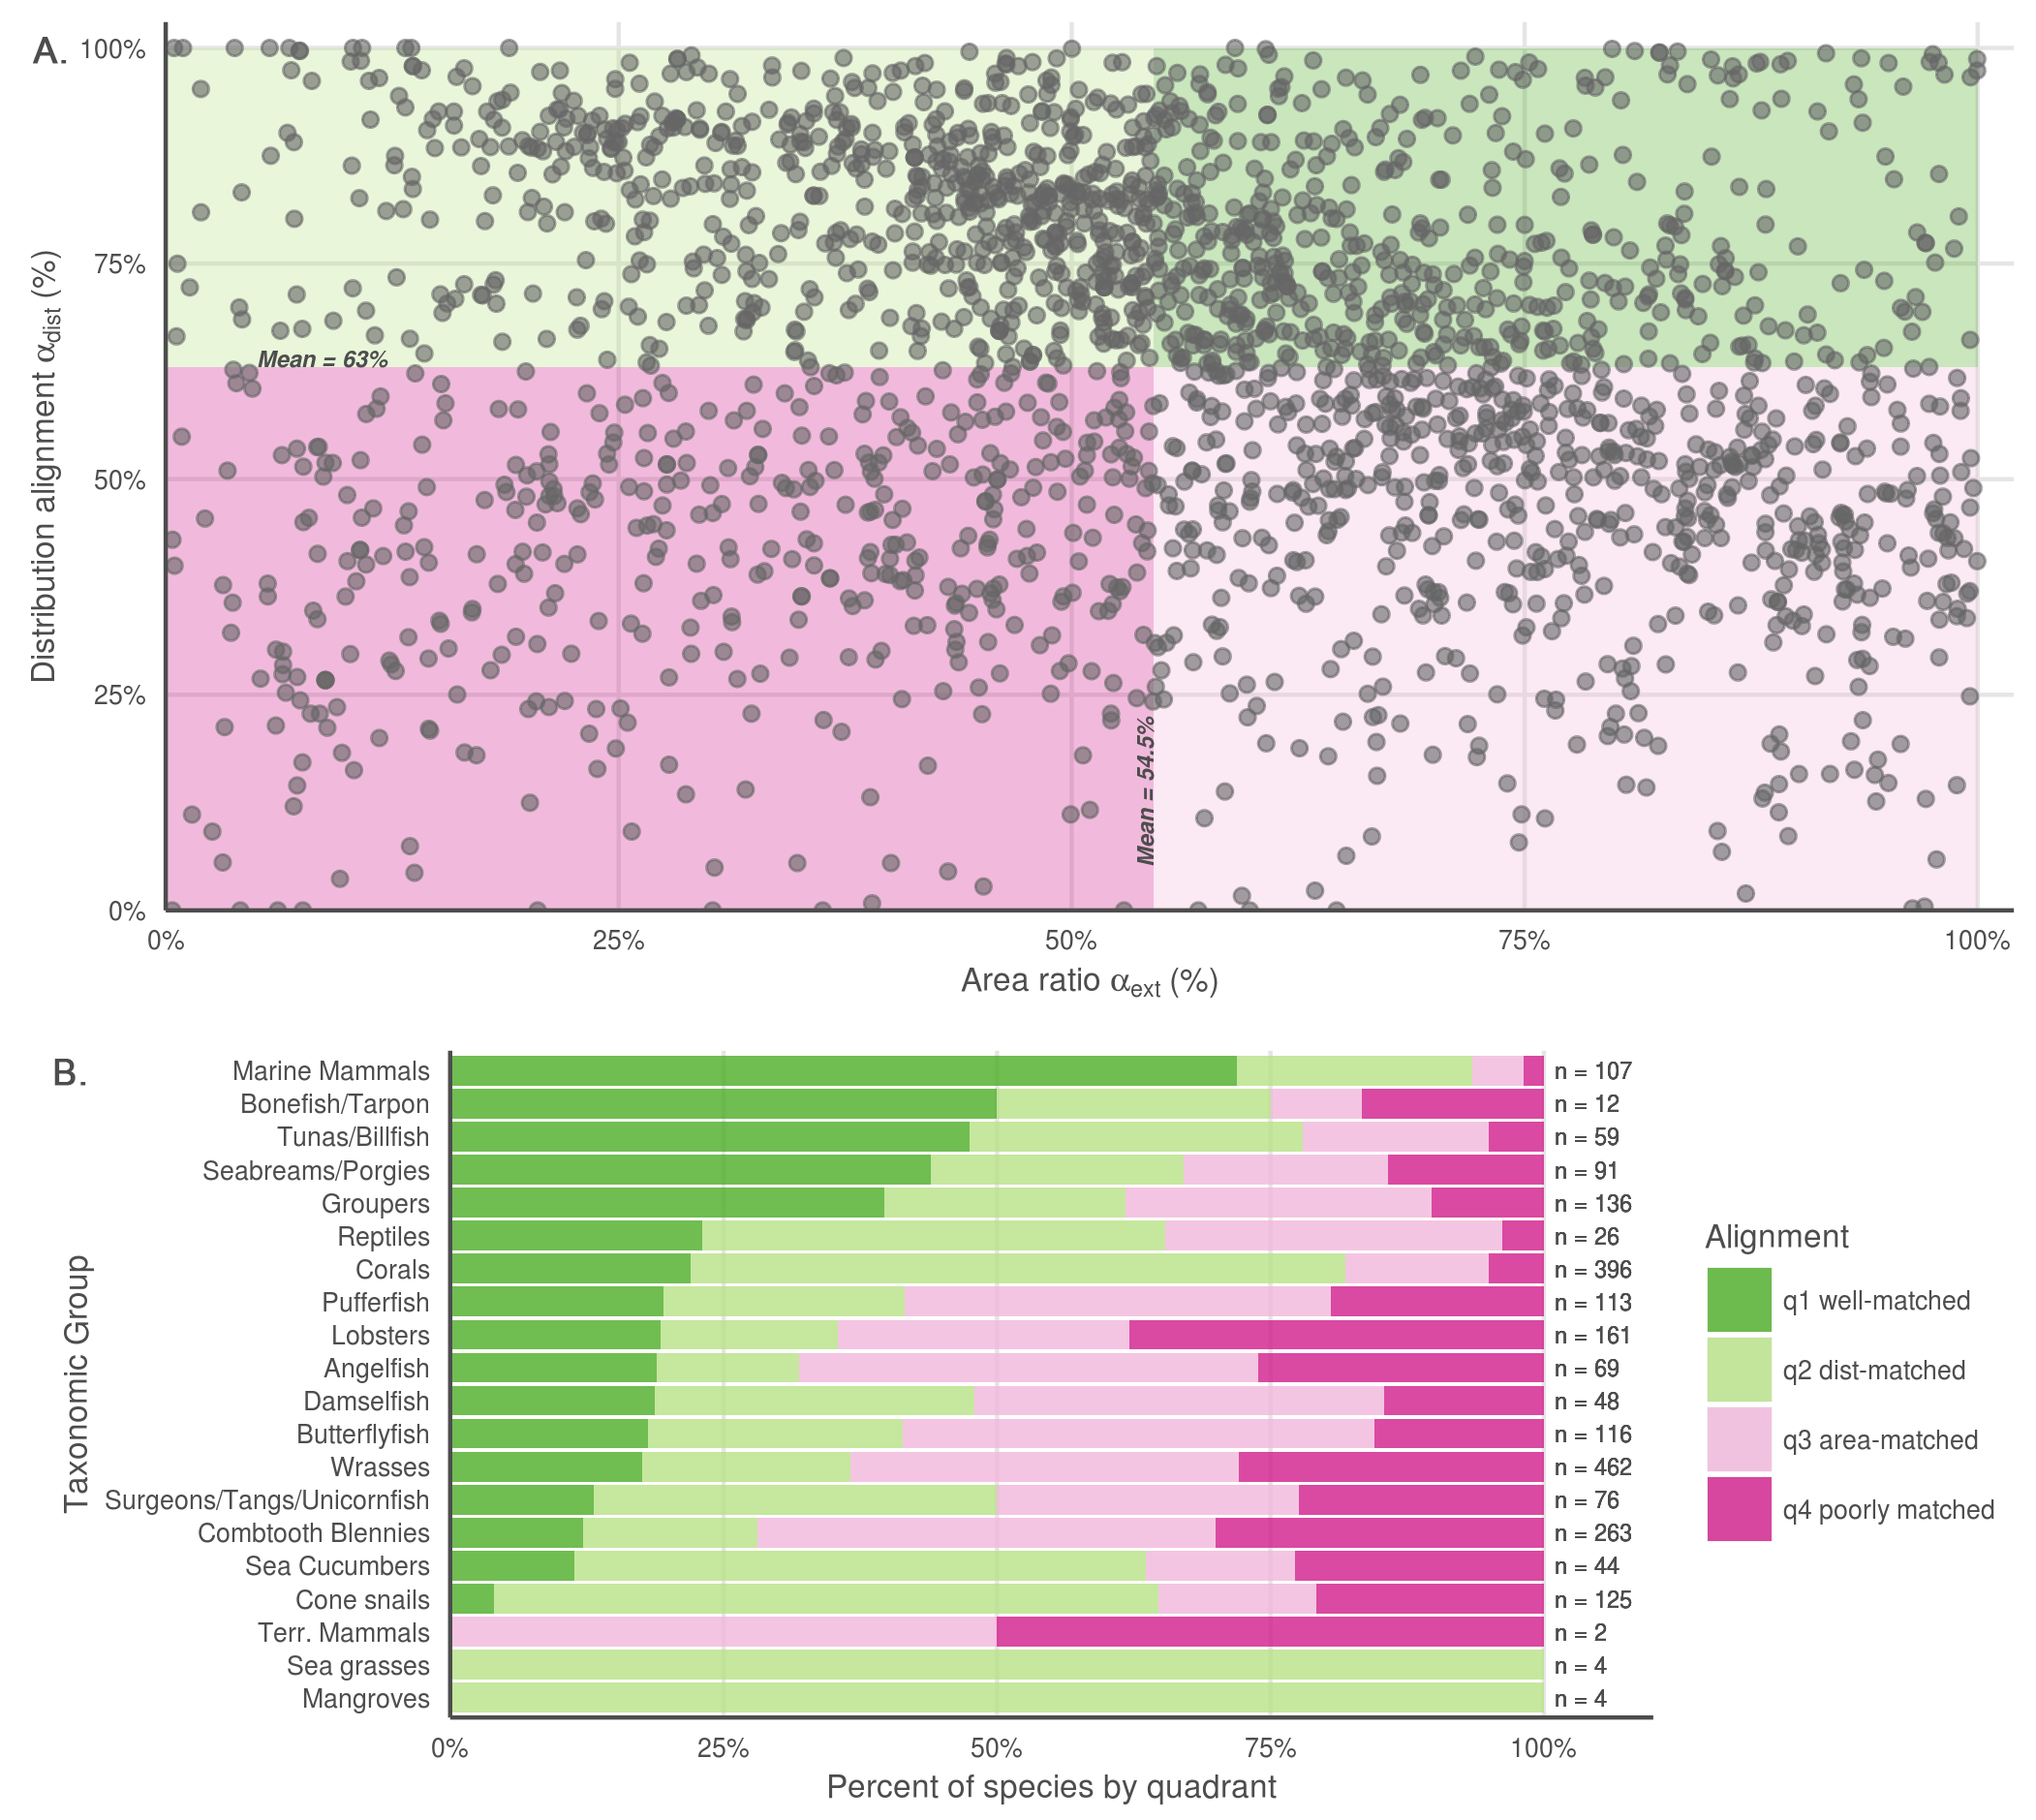 A.
100%
75%
50%
25%
0%
Distribution alignment αdist (%)
Mean = 63%
Mean = 54.5%
0% 25% 50% 75% 100%
Area ratio αext (%)
B.
Taxonomic Group
Marine Mammals n = 107
Bonefish/Tarpon n = 12
Tunas/Billfish n = 59
Seabreams/Porgies n = 91
Groupers n = 136
Reptiles n = 26
Corals n = 396
Pufferfish n = 113
Lobsters n = 161
Angelfish n = 69
Damselfish n = 48
Butterflyfish n = 116
Wrasses n = 462
Surgeons/Tangs/Unicornfish n = 76
Combtooth Blennies n = 263
Sea Cucumbers n = 44
Cone snails n = 125
Terr. Mammals n = 2
Sea grasses n = 4
Mangroves n = 4
0% 25% 50% 75% 100%
Percent of species by quadrant
Alignment
q1 well-matched
q2 dist-matched
q3 area-matched
q4 poorly matched